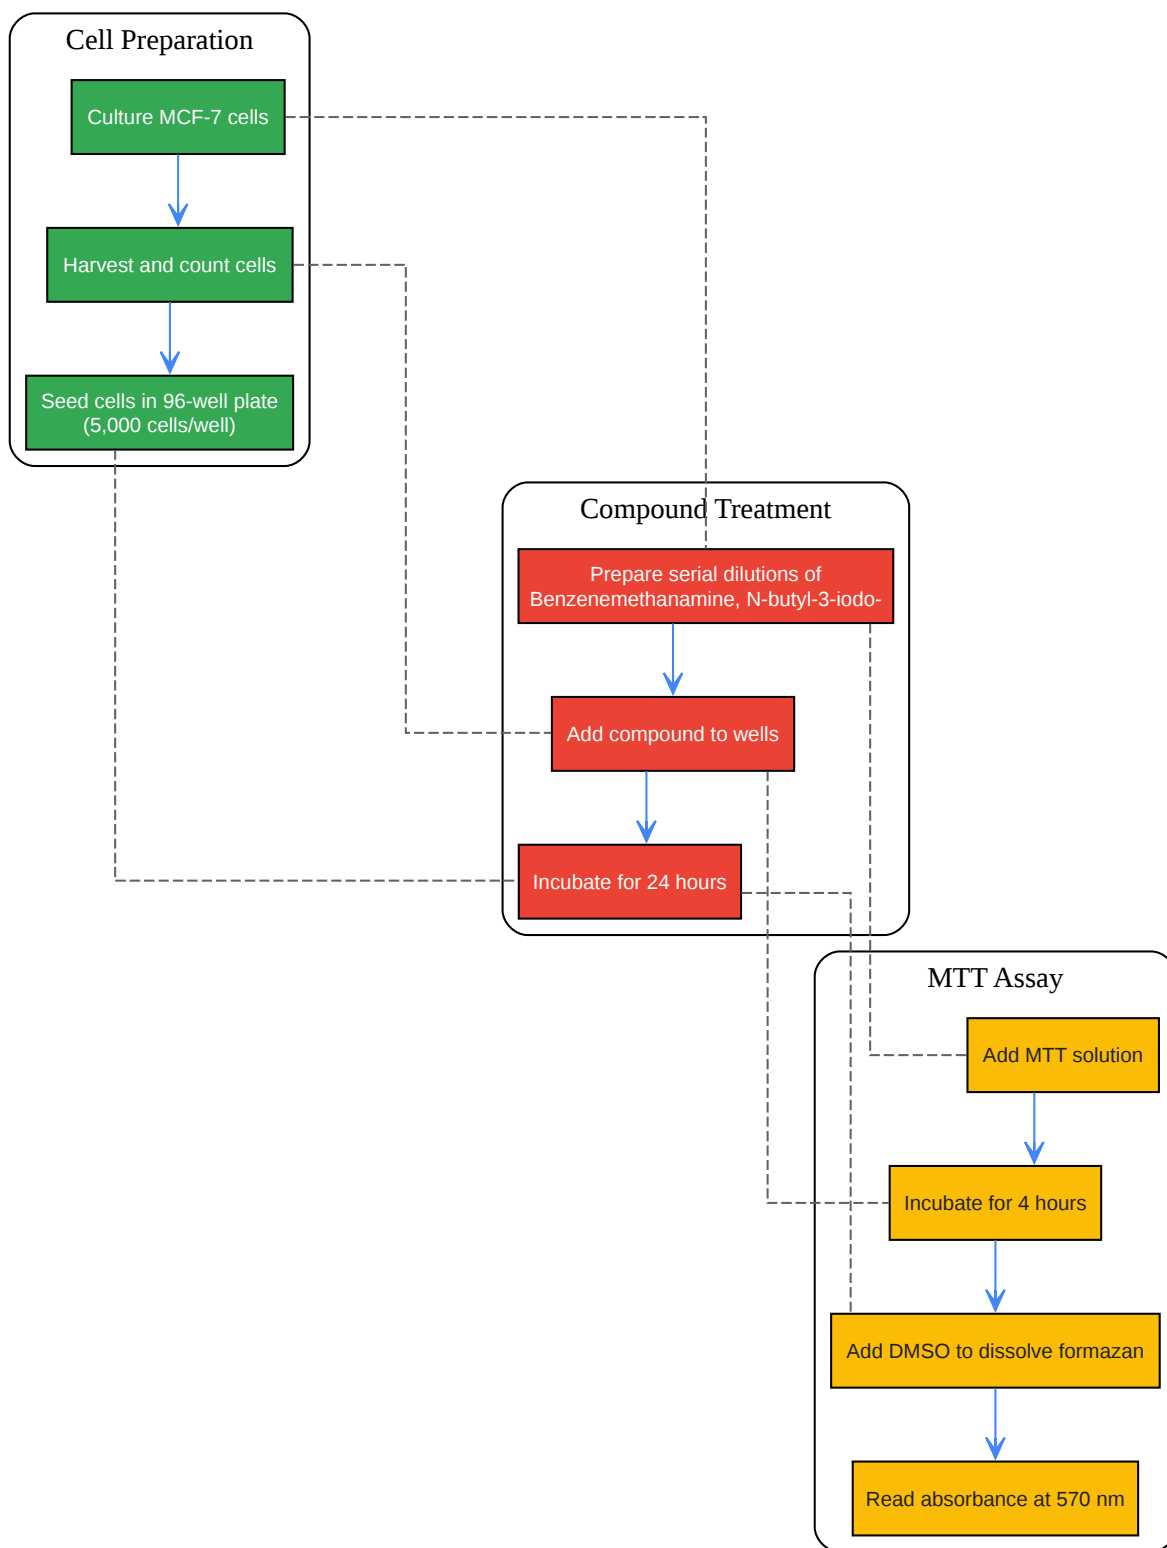 Cell Preparation
Culture MCF-7 cells
Harvest and count cells
Seed cells in 96-well plate
(5,000 cells/well)
Compound Treatment
Prepare serial dilutions of
Benzenemethanamine, N-butyl-3-iodo-
Add compound to wells
Incubate for 24 hours
MTT Assay
Add MTT solution
Incubate for 4 hours
Add DMSO to dissolve formazan
Read absorbance at 570 nm